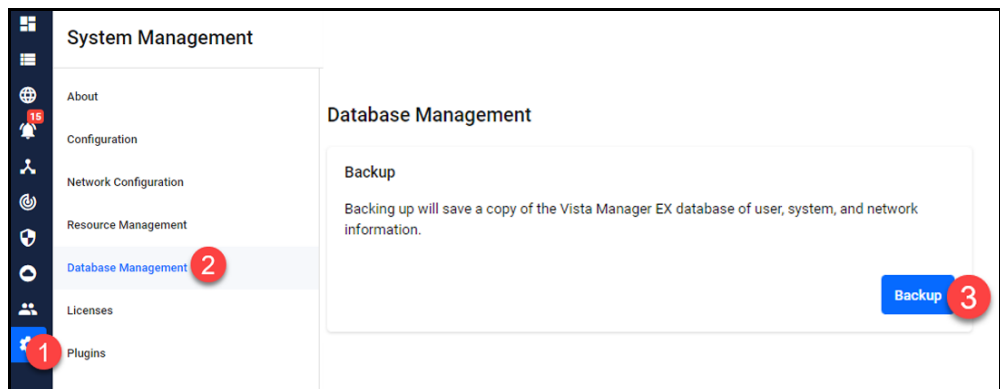 System Management
15
About
Configuration
Network Configuration
Resource Management
Database Management
2
Licenses
1
Plugins
Database Management
Backup
Backing up will save a copy of the Vista Manager EX database of user, system, and network
information.
Backup
3